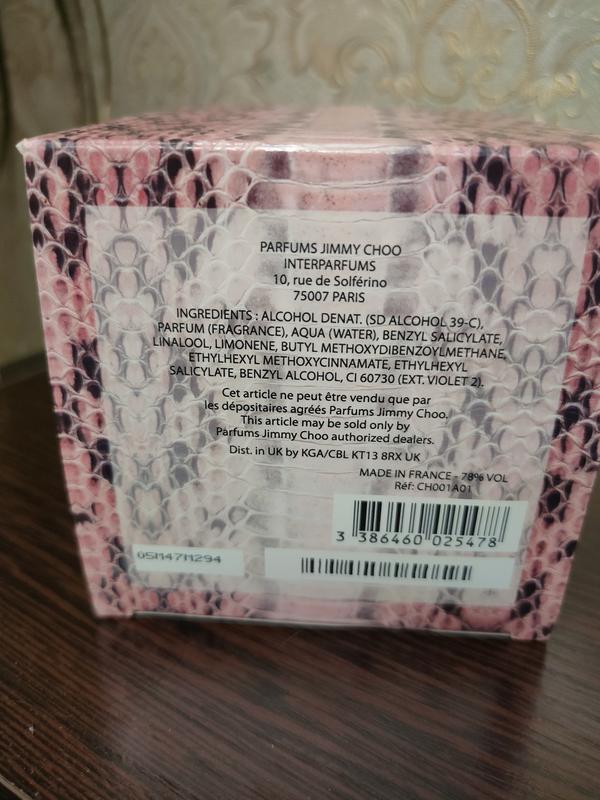 PARFUMS JIMMY CHOO
INTERPARFUMS
10, rue de Solférino
75007 PARIS
INGREDIENTS : ALCOHOL DENAT. (SD ALCOHOL 39-C),
PARFUM (FRAGRANCE), AQUA (WATER), BENZYL SALICYLATE,
LINALOOL, LIMONENE, BUTYL METHOXYDIBENZOYLMETHANE,
ETHYLHEXYL METHOXYCINNAMATE, ETHYLHEXYL
SALICYLATE, BENZYL ALCOHOL, CI 60730 (EXT. VIOLET 2).
Cet article ne peut être vendu que par
les dépositaires agréés Parfums Jimmy Choo.
This article may be sold only by
Parfums Jimmy Choo authorized dealers.
Dist. in UK by KGA/CBL KT13 8RX UK
MADE IN FRANCE - 78% VOL
Réf: CH001A01
3 386460 025478
05M47M294